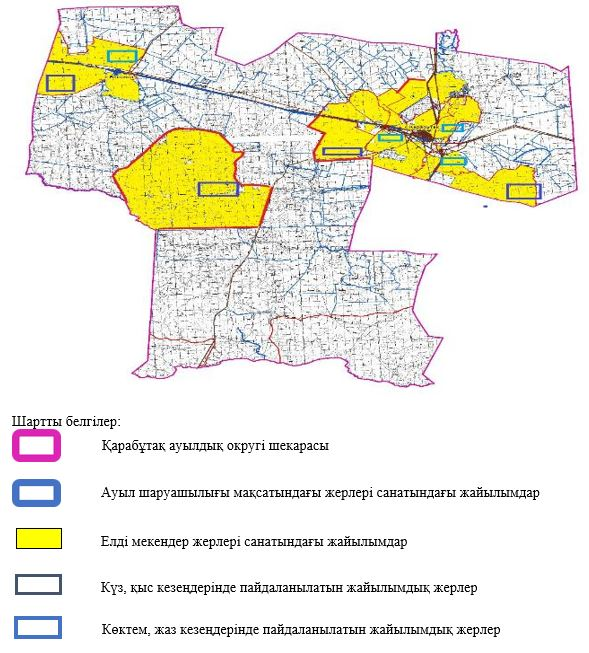 Шартты белгілер:
Қарабұтақ ауылдық округі шекарасы
Ауыл шаруашылығы мақсатындағы жерлері санатындағы жайылымдар
Елді мекендер жерлері санатындағы жайылымдар
Күз, қыс кезеңдерінде пайдаланылатын жайылымдық жерлер
Көктем, жаз кезеңдерінде пайдаланылатын жайылымдық жерлер